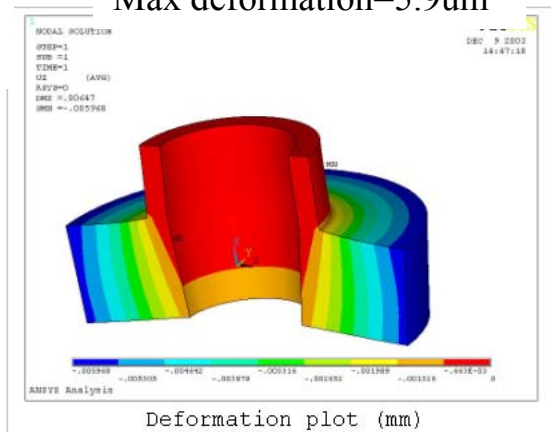 Max deformation=5.9um
1
NODAL SOLUTION
STEP=1
SUB =1
TIME=1
UZ (AVG)
RSYS=0
DMX =.00647
SMN =-.005968
DEC 9 2003
14:47:18
MN
MX
Z
Y
X
-.005968
-.005305
-.004642
-.003979
-.003316
-.002652
-.001989
-.001326
-.663E-03
0
ANSYS Analysis
Deformation plot (mm)